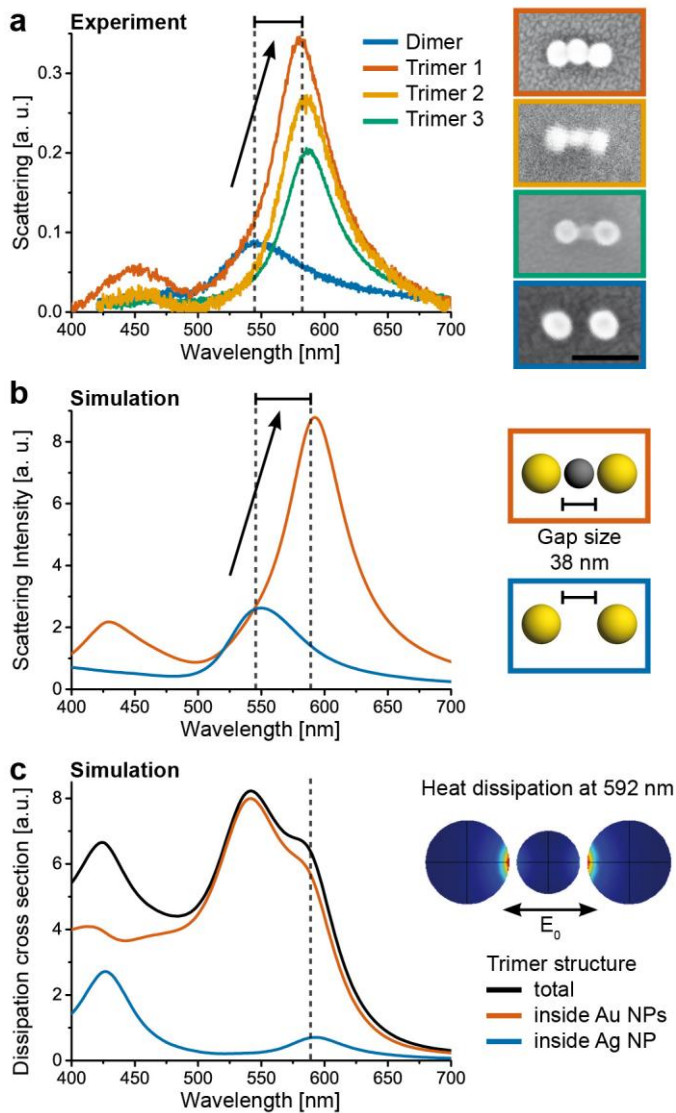 a
Experiment
Dimer
Trimer 1
Trimer 2
Trimer 3
Scattering [a. u.]
0.3
0.2
0.1
0.0
400 450 500 550 600 650 700
Wavelength [nm]
b
Simulation
Scattering Intensity [a. u.]
8
6
4
2
0
400 450 500 550 600 650 700
Wavelength [nm]
Gap size
38 nm
c
Simulation
Dissipation cross section [a.u.]
8
6
4
2
0
400 450 500 550 600 650 700
Wavelength [nm]
Heat dissipation at 592 nm
E₀
Trimer structure
total
inside Au NPs
inside Ag NP